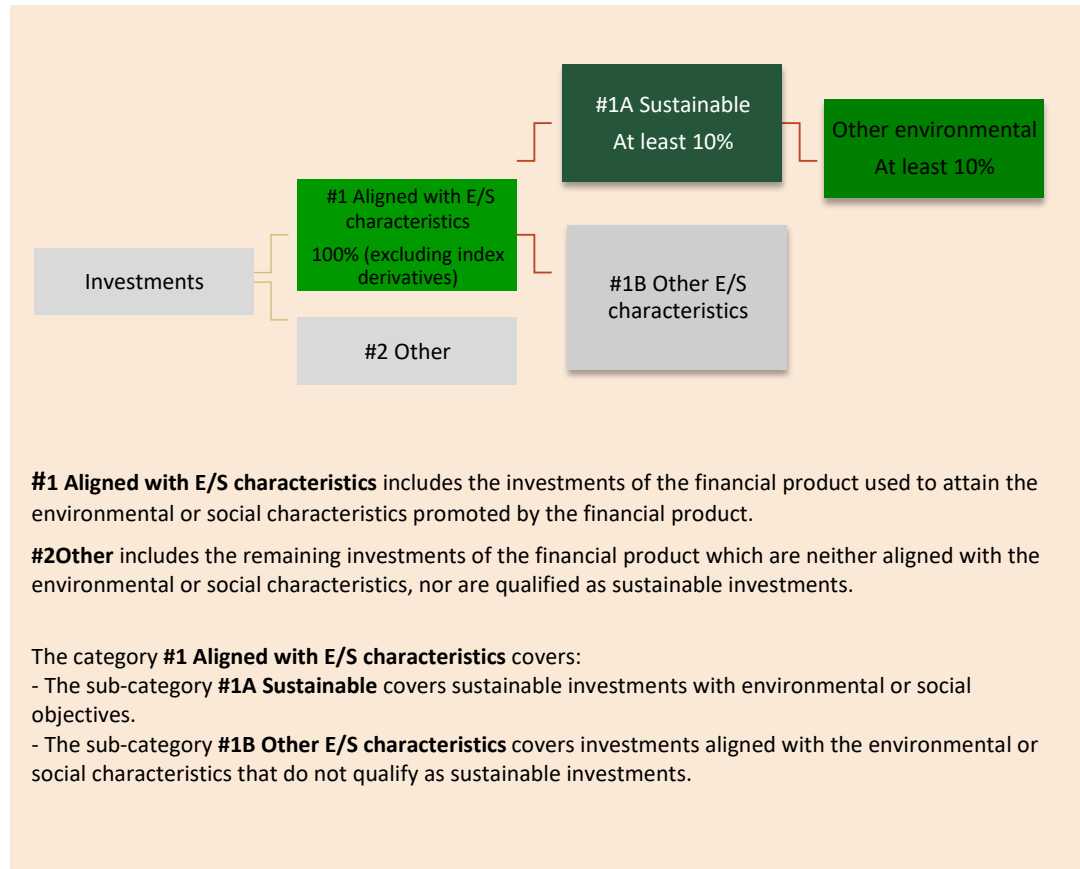 #1A Sustainable
At least 10%
Other environmental
At least 10%
#1 Aligned with E/S
characteristics
100% (excluding index
derivatives)
Investments
#1B Other E/S
characteristics
#2 Other
#1 Aligned with E/S characteristics includes the investments of the financial product used to attain the
environmental or social characteristics promoted by the financial product.
#2Other includes the remaining investments of the financial product which are neither aligned with the
environmental or social characteristics, nor are qualified as sustainable investments.
The category #1 Aligned with E/S characteristics covers:
- The sub-category #1A Sustainable covers sustainable investments with environmental or social
objectives.
- The sub-category #1B Other E/S characteristics covers investments aligned with the environmental or
social characteristics that do not qualify as sustainable investments.